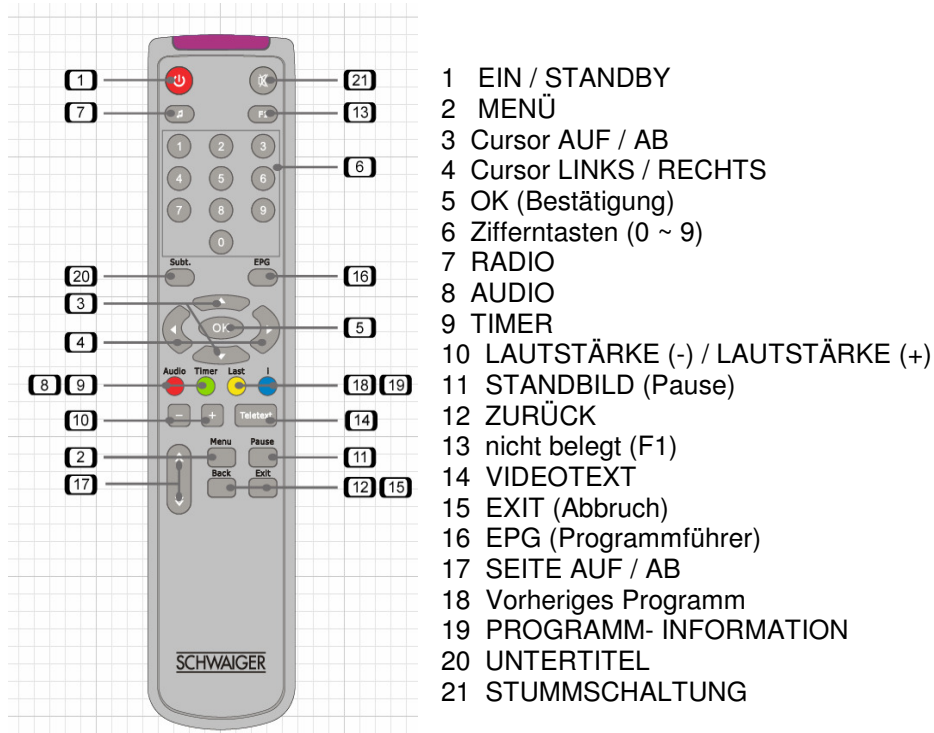 1
21
7
F1
13
1 2 3
6
4 5 6
7 8 9
0
Subt. EPG
20
16
3
OK
5
4
Audio Timer Last I
8 9
18 19
10
- + Teletext
14
Menu Pause
2
11
17
Back Exit
12 15
SCHWAIGER
1 EIN / STANDBY
2 MENÜ
3 Cursor AUF / AB
4 Cursor LINKS / RECHTS
5 OK (Bestätigung)
6 Zifferntasten (0 ~ 9)
7 RADIO
8 AUDIO
9 TIMER
10 LAUTSTÄRKE (-) / LAUTSTÄRKE (+)
11 STANDBILD (Pause)
12 ZURÜCK
13 nicht belegt (F1)
14 VIDEOTEXT
15 EXIT (Abbruch)
16 EPG (Programmführer)
17 SEITE AUF / AB
18 Vorheriges Programm
19 PROGRAMM- INFORMATION
20 UNTERTITEL
21 STUMMSCHALTUNG